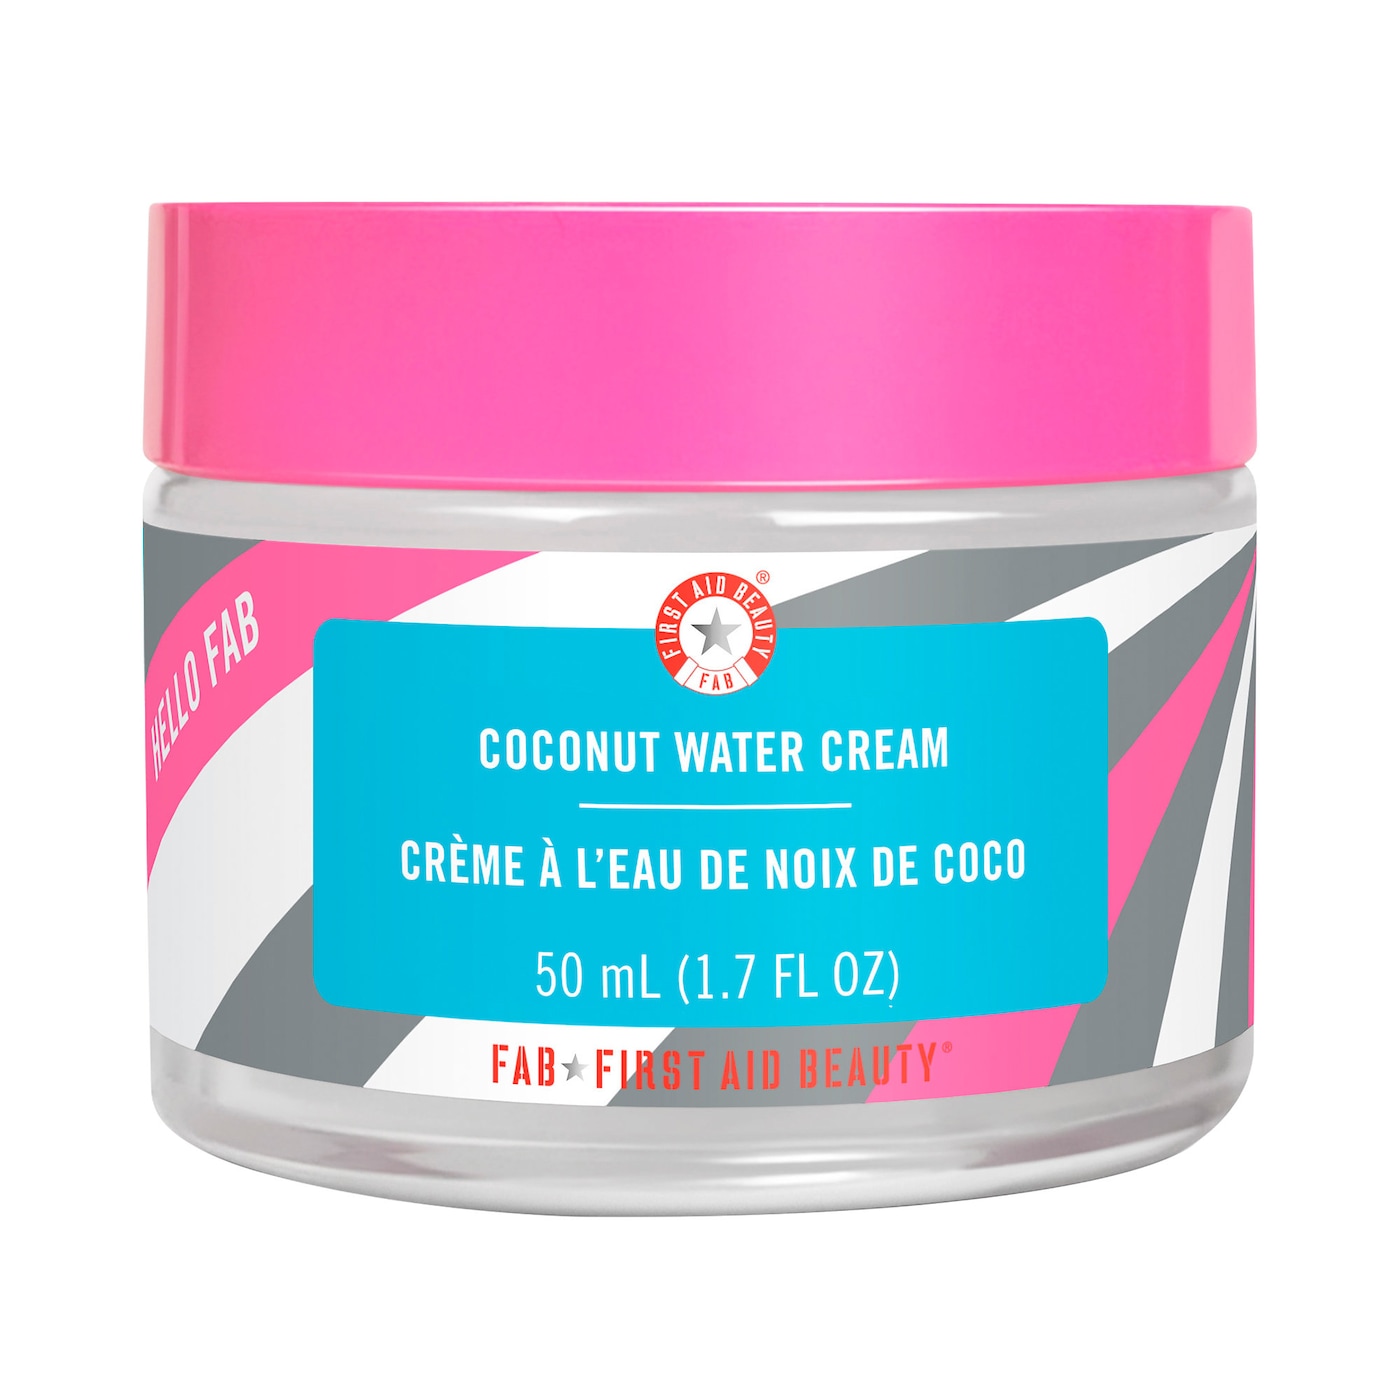 HELLO FAB
FIRST AID BEAUTY®
FAB
COCONUT WATER CREAM
CRÈME À L'EAU DE NOIX DE COCO
50 mL (1.7 FL OZ)
FAB★FIRST AID BEAUTY®